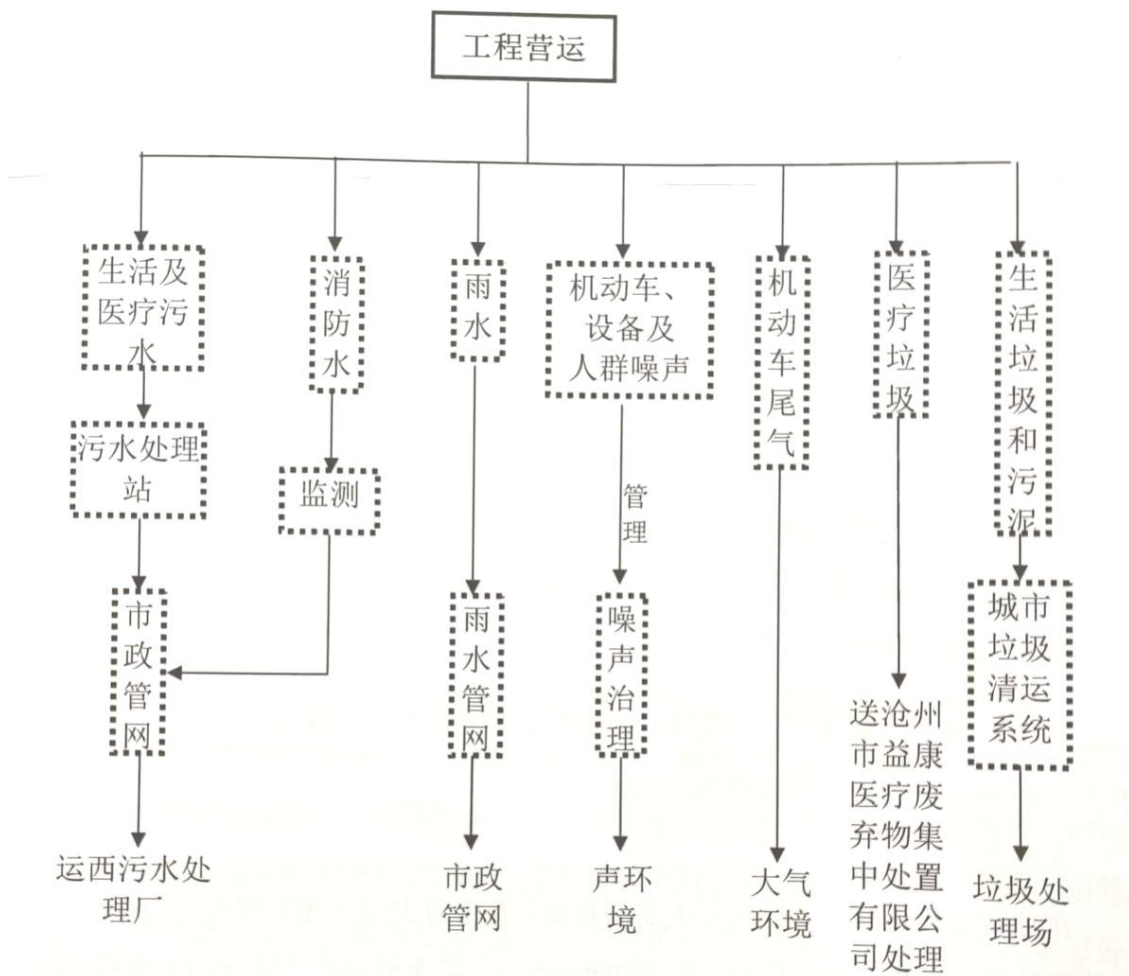 工程营运
生活及
医疗污
水
消
防
水
雨
水
机动车、
设备及
人群噪声
机
动
车
尾
气
医
疗
垃
圾
生
活
垃
圾
和
污
泥
污水处理
站
监测
管
理
市
政
管
网
雨
水
管
网
噪
声
治
理
城市
垃圾
清运
系统
运西污水处
理厂
市政
管网
声环
境
大气
环境
送沧州
市益康
医疗废
弃物集
中处置
有限公
司处理
垃圾处
理场